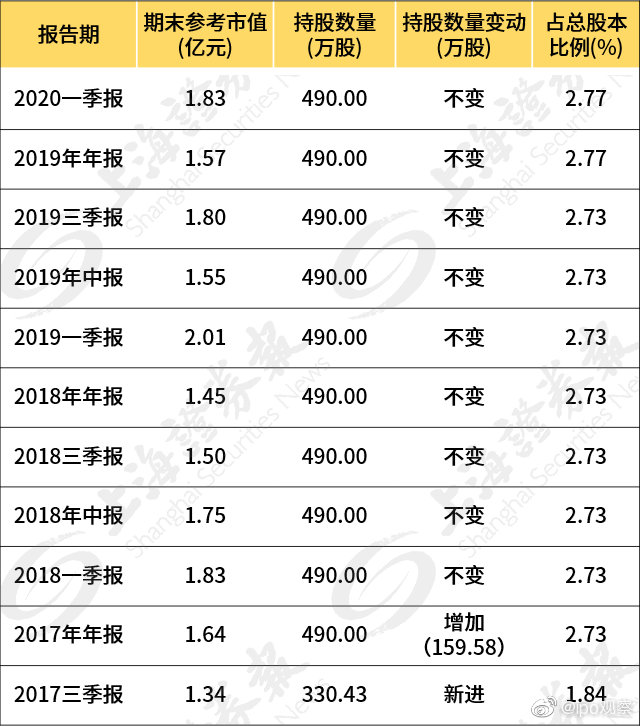 报告期 期末参考市值(亿元) 持股数量(万股) 持股数量变动(万股) 占总股本比例(%)
2020一季报 1.83 490.00 不变 2.77
2019年年报 1.57 490.00 不变 2.77
2019三季报 1.80 490.00 不变 2.73
2019年中报 1.55 490.00 不变 2.73
2019一季报 2.01 490.00 不变 2.73
2018年年报 1.45 490.00 不变 2.73
2018三季报 1.50 490.00 不变 2.73
2018年中报 1.75 490.00 不变 2.73
2018一季报 1.83 490.00 不变 2.73
2017年年报 1.64 490.00 增加(159.58) 2.73
2017三季报 1.34 330.43 新进 1.84
上海證券報
Shanghai Securities News
@ipo观察